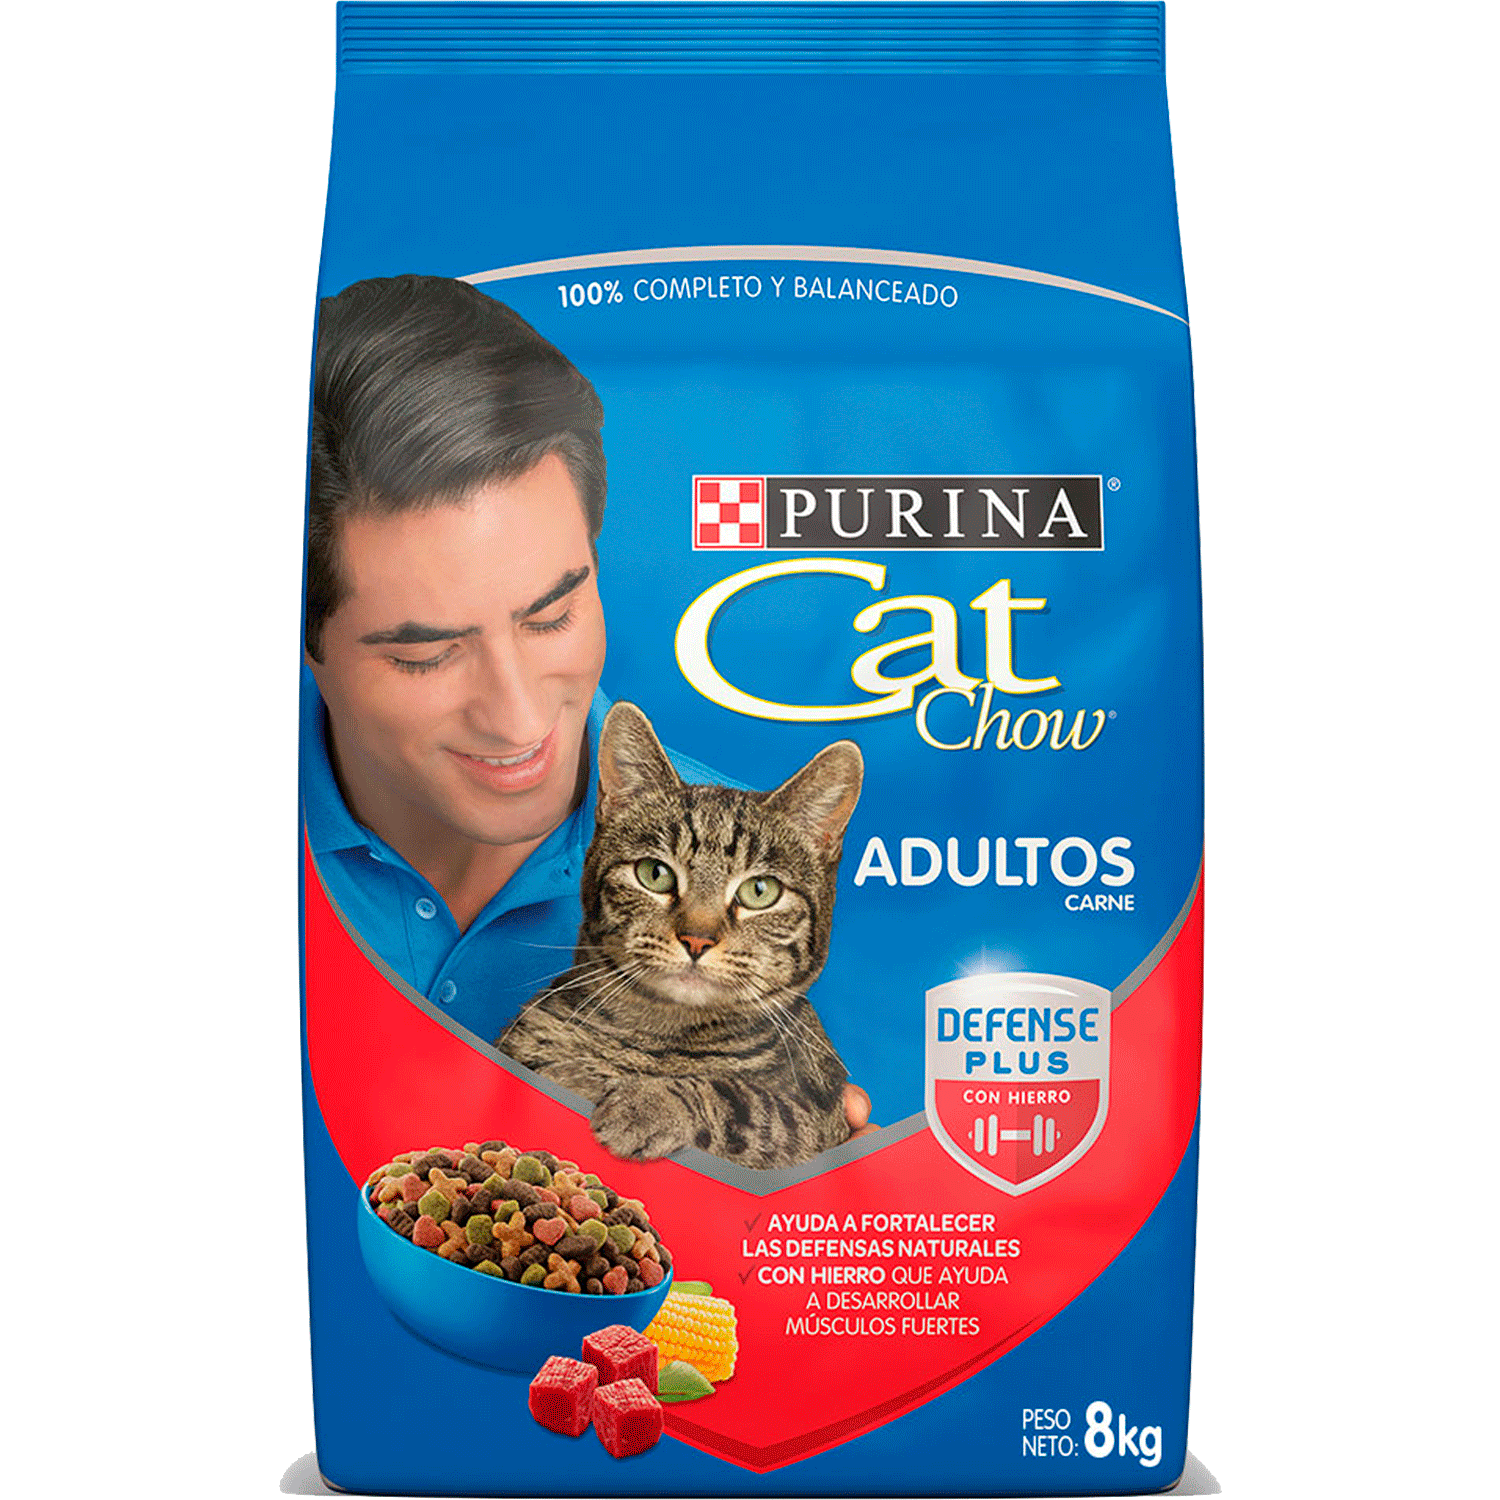 100% COMPLETO Y BALANCEADO
PURINA®
Cat
Chow®
ADULTOS
CARNE
DEFENSE
PLUS
CON HIERRO
✓ AYUDA A FORTALECER
LAS DEFENSAS NATURALES
✓ CON HIERRO QUE AYUDA
A DESARROLLAR
MÚSCULOS FUERTES
PESO
NETO: 8kg